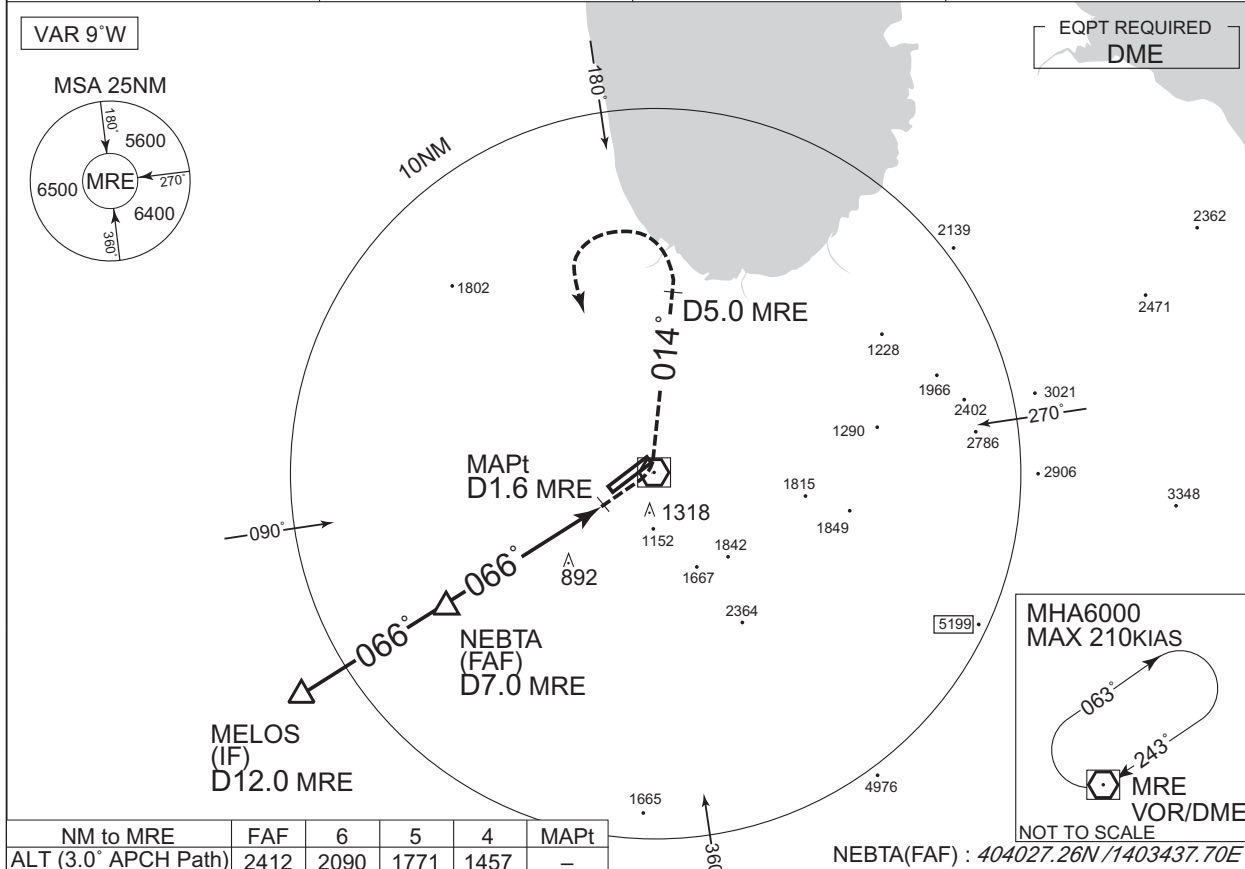 VAR 9°W
EQPT REQUIRED
DME
MSA 25NM
180°
5600
MRE
270°
6500
6400
360°
180°
10NM
2139
2362
1802
2471
D5.0 MRE
014°
1228
1966
3021
2402
270°
1290
2786
MAPt
D1.6 MRE
2906
1815
1318
3348
1849
090°
1152
1842
066°
892
1667
2364
5199
066°
NEBTA
(FAF)
D7.0 MRE
MELOS
(IF)
D12.0 MRE
MHA6000
MAX 210KIAS
063°
243°
MRE
VOR/DME
NOT TO SCALE
4976
1665
NM to MRE FAF 6 5 4 MAPt
ALT (3.0° APCH Path) 2412 2090 1771 1457 –
NEBTA(FAF) : 404027.26N /1403437.70E